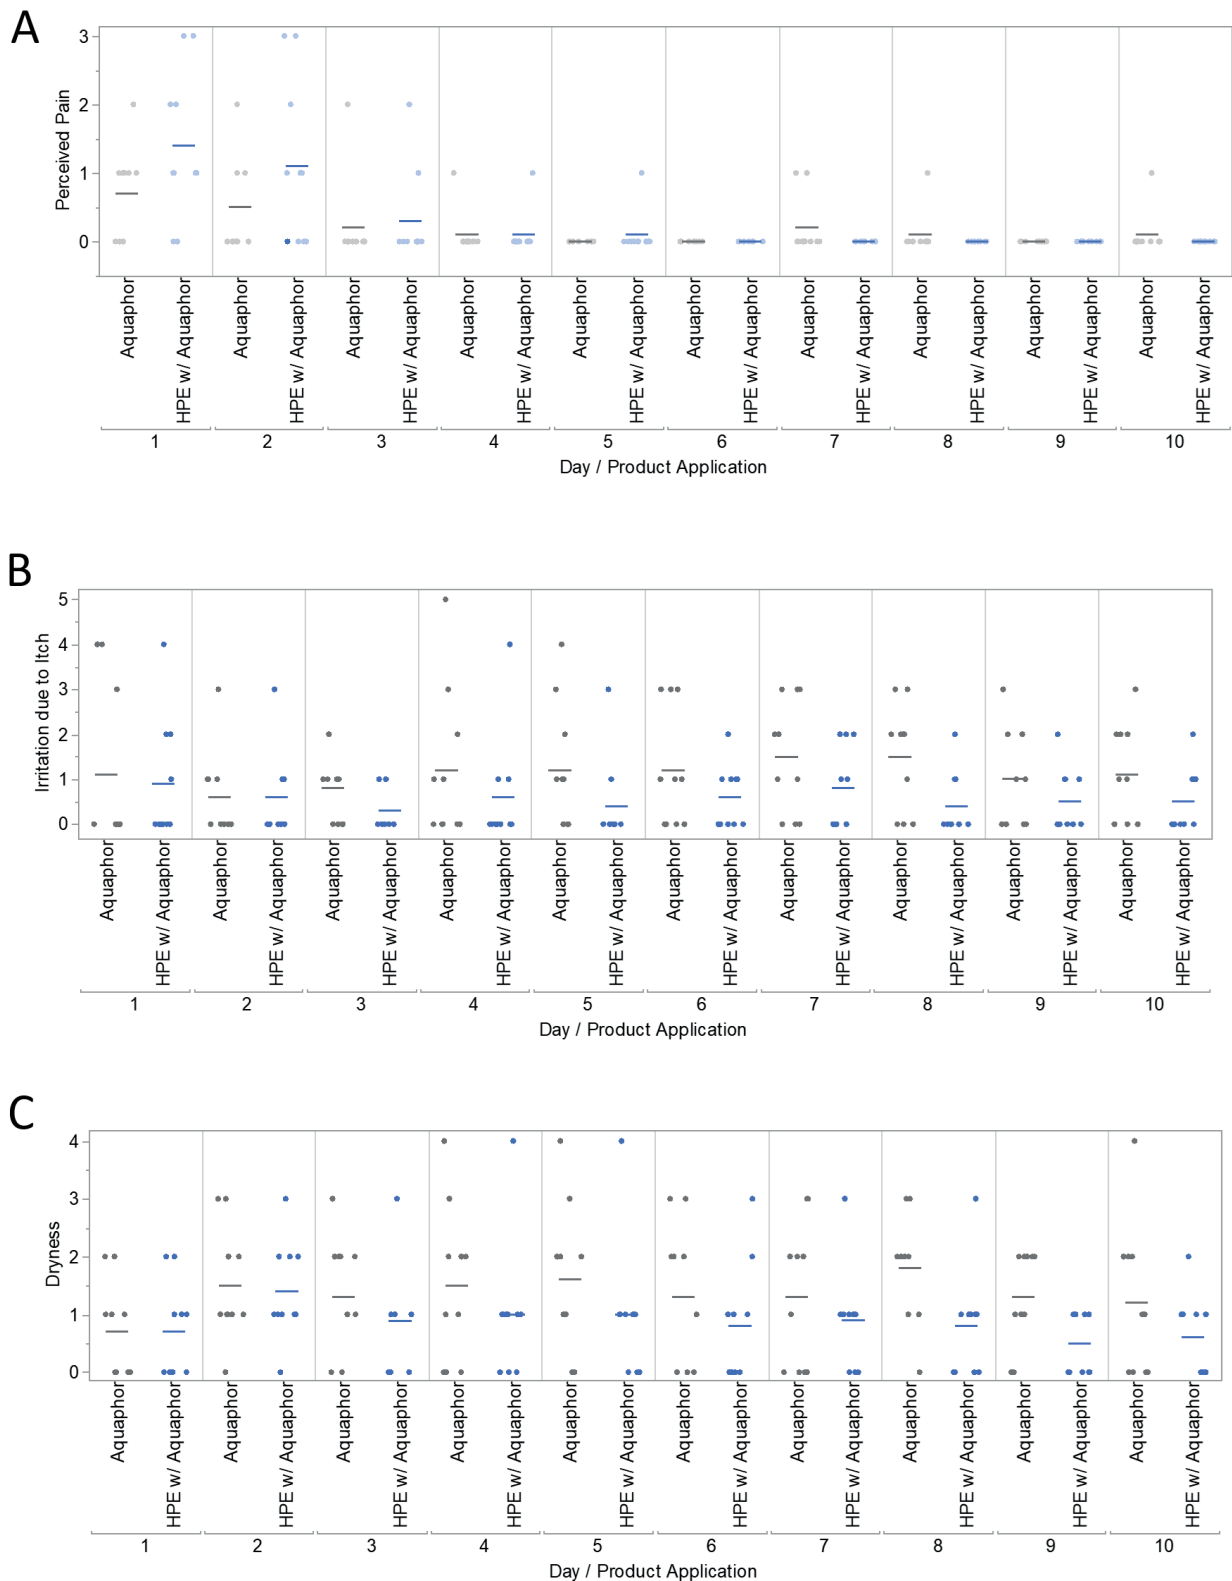 A
Perceived Pain
3
2
1
0
Aquaphor HPE w/ Aquaphor Aquaphor HPE w/ Aquaphor Aquaphor HPE w/ Aquaphor Aquaphor HPE w/ Aquaphor Aquaphor HPE w/ Aquaphor Aquaphor HPE w/ Aquaphor Aquaphor HPE w/ Aquaphor Aquaphor HPE w/ Aquaphor Aquaphor HPE w/ Aquaphor Aquaphor HPE w/ Aquaphor
1 2 3 4 5 6 7 8 9 10
Day / Product Application
B
Irritation due to Itch
5
4
3
2
1
0
Aquaphor HPE w/ Aquaphor Aquaphor HPE w/ Aquaphor Aquaphor HPE w/ Aquaphor Aquaphor HPE w/ Aquaphor Aquaphor HPE w/ Aquaphor Aquaphor HPE w/ Aquaphor Aquaphor HPE w/ Aquaphor Aquaphor HPE w/ Aquaphor Aquaphor HPE w/ Aquaphor Aquaphor HPE w/ Aquaphor
1 2 3 4 5 6 7 8 9 10
Day / Product Application
C
Dryness
4
3
2
1
0
Aquaphor HPE w/ Aquaphor Aquaphor HPE w/ Aquaphor Aquaphor HPE w/ Aquaphor Aquaphor HPE w/ Aquaphor Aquaphor HPE w/ Aquaphor Aquaphor HPE w/ Aquaphor Aquaphor HPE w/ Aquaphor Aquaphor HPE w/ Aquaphor Aquaphor HPE w/ Aquaphor Aquaphor HPE w/ Aquaphor
1 2 3 4 5 6 7 8 9 10
Day / Product Application